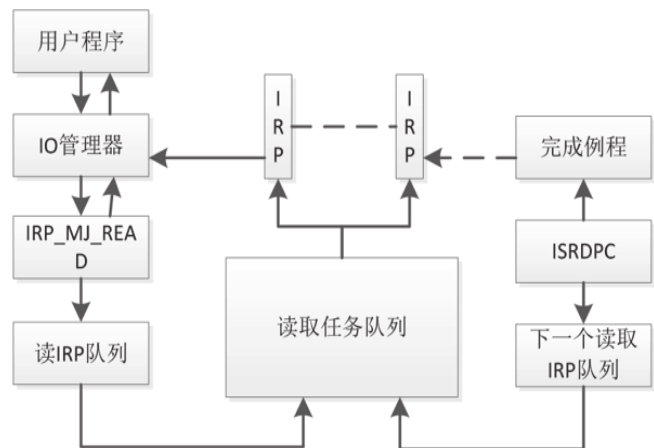 用户程序
IO管理器
IRP_MJ_REA
D
读IRP队列
I
R
P
I
R
P
读取任务队列
完成例程
ISRDPC
下一个读取
IRP队列